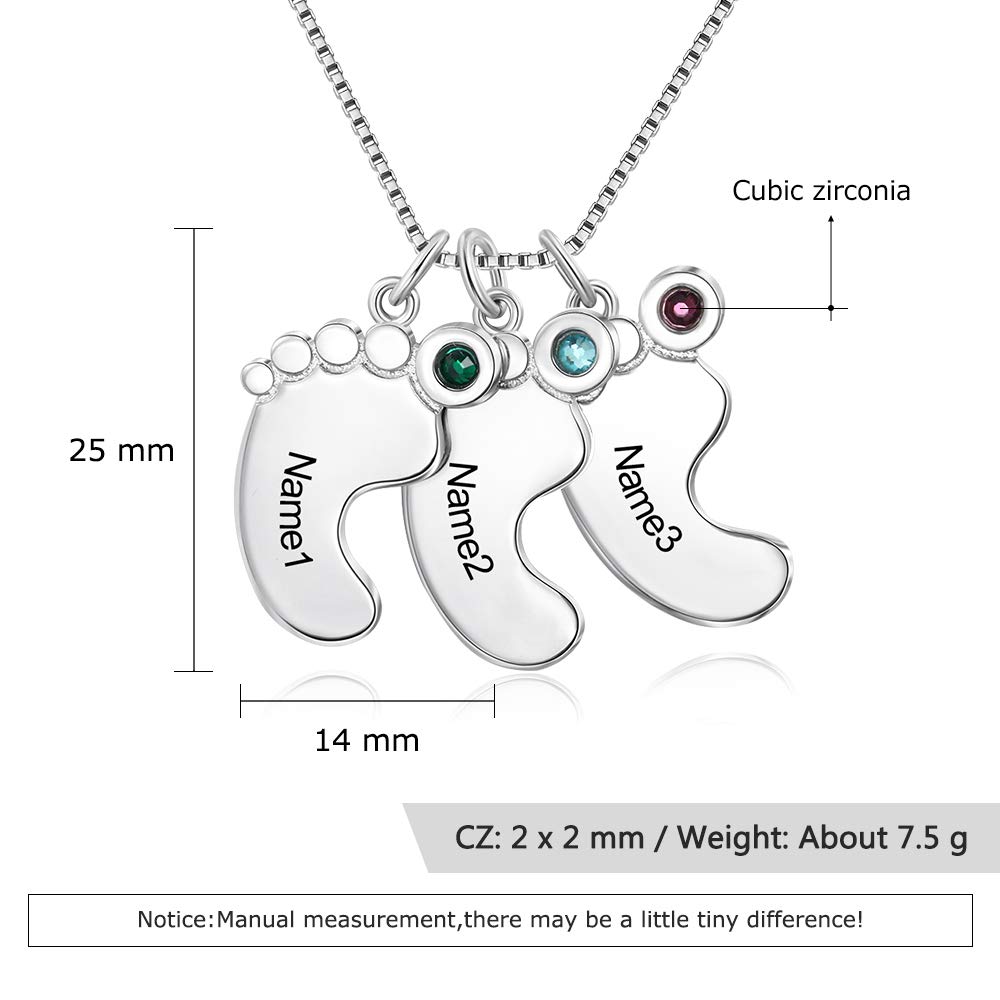 Cubic zirconia
25 mm
Name1
Name2
Name3
14 mm
CZ: 2 x 2 mm / Weight: About 7.5 g
Notice:Manual measurement,there may be a little tiny difference!